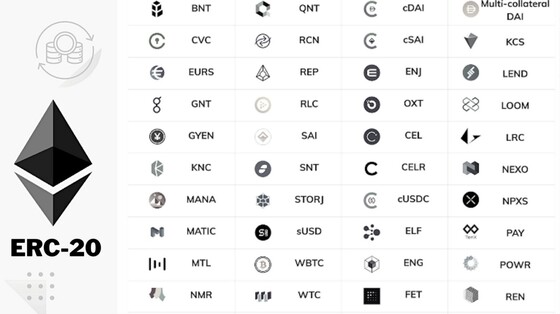 BNT QNT cDAI Multi-collateral DAI
CVC RCN cSAI KCS
EURS REP ENJ LEND
GNT RLC OXT LOOM
GYEN SAI CEL LRC
KNC SNT CELR NEXO
MANA STORJ cUSDC NPXS
MATIC sUSD ELF PAY
MTL WBTC ENG POWR
NMR WTC FET REN
ERC-20